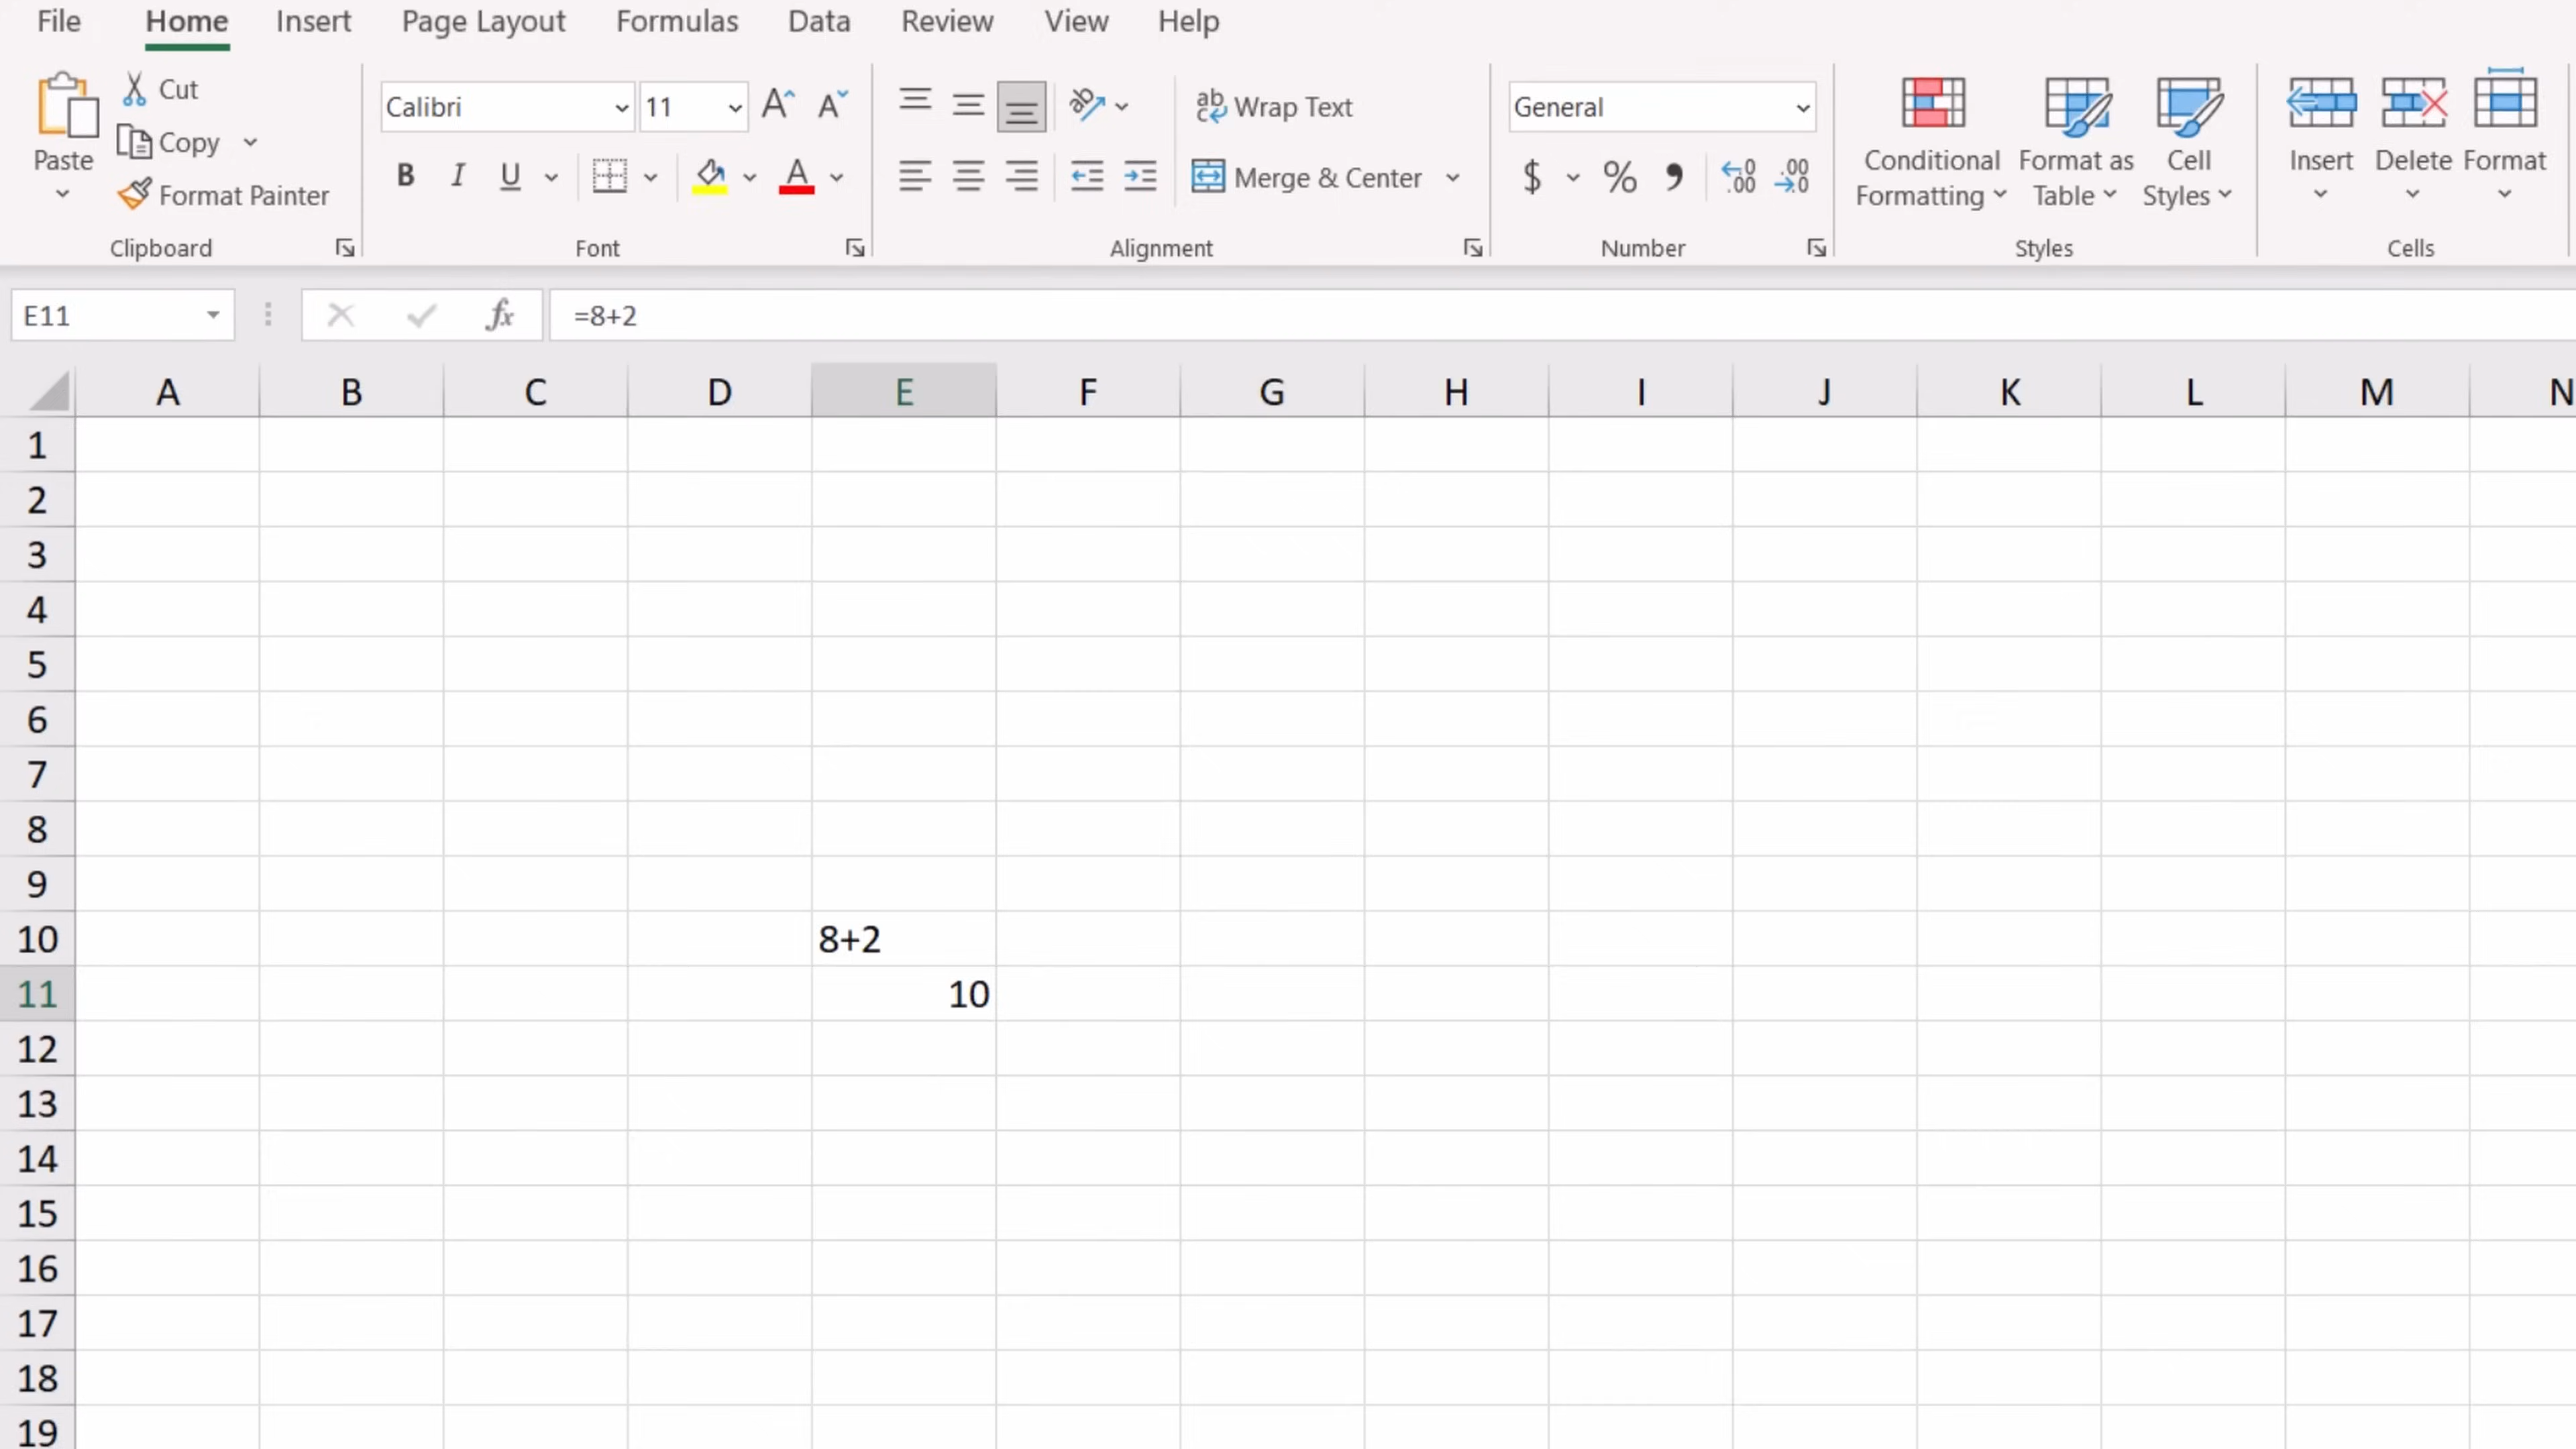 File Home Insert Page Layout Formulas Data Review View Help
Paste Cut Copy Format Painter
Clipboard
Calibri 11 A A
B I U A
Font
ab Wrap Text
Merge & Center
Alignment
General
$ % , .00 .00
Number
Conditional Formatting
Format as Table
Cell Styles
Styles
Insert Delete Format
Cells
E11 fx =8+2
A B C D E F G H I J K L M N
1
2
3
4
5
6
7
8
9
10 8+2
11 10
12
13
14
15
16
17
18
19